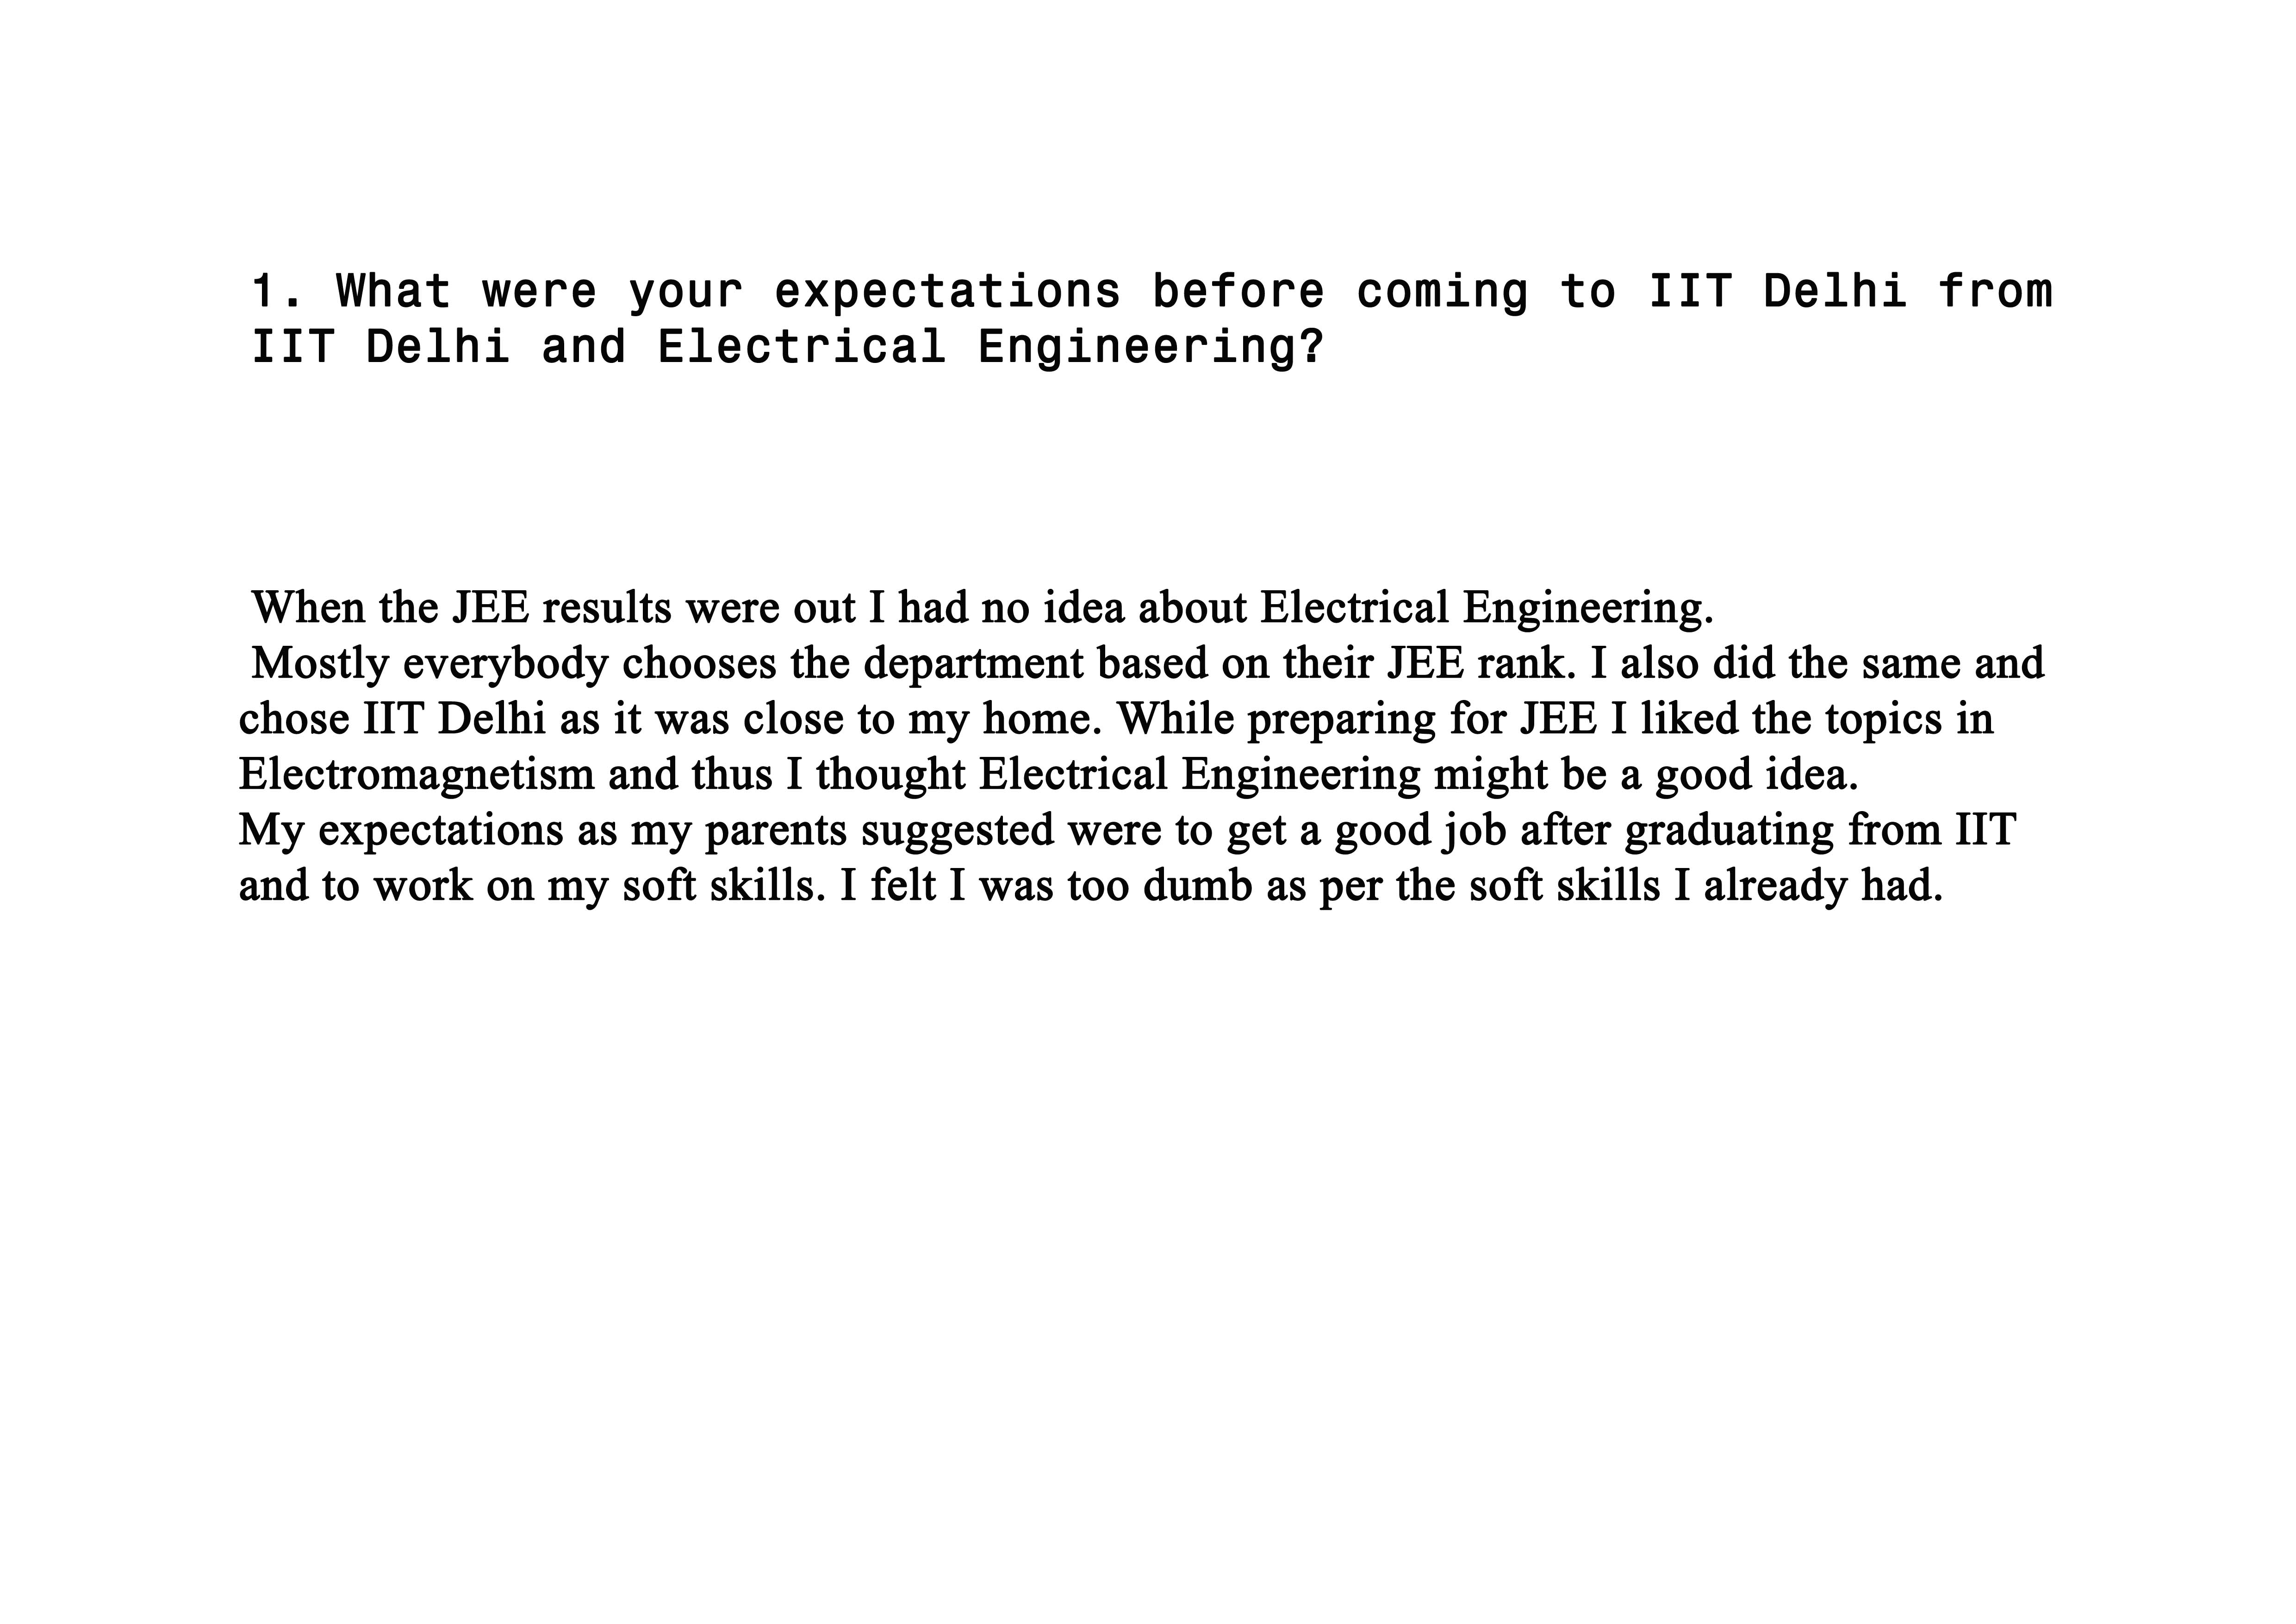 1. What were your expectations before coming to IIT Delhi from
IIT Delhi and Electrical Engineering?
When the JEE results were out I had no idea about Electrical Engineering.
Mostly everybody chooses the department based on their JEE rank. I also did the same and
chose IIT Delhi as it was close to my home. While preparing for JEE I liked the topics in
Electromagnetism and thus I thought Electrical Engineering might be a good idea.
My expectations as my parents suggested were to get a good job after graduating from IIT
and to work on my soft skills. I felt I was too dumb as per the soft skills I already had.